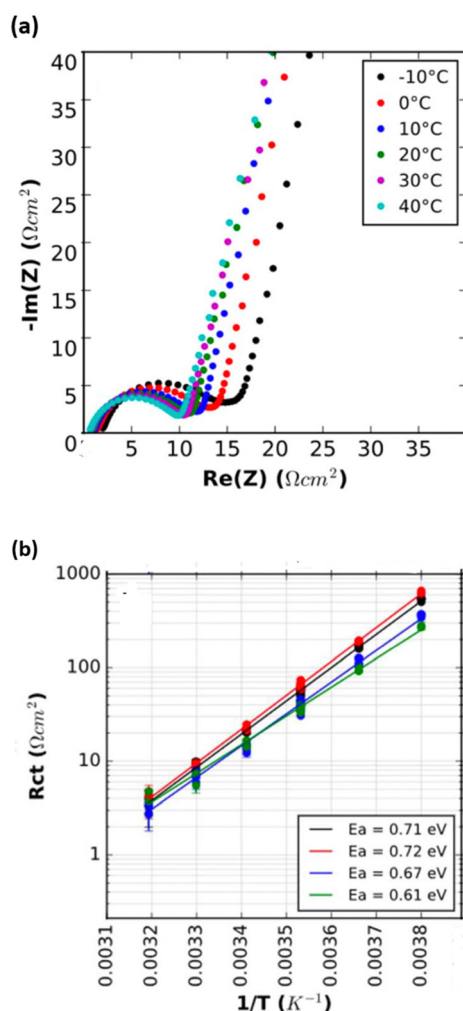 (a)
40
35
30
25
20
15
10
5
0
-Im(Z) (Ωcm²)
-10°C
0°C
10°C
20°C
30°C
40°C
0 5 10 15 20 25 30 35
Re(Z) (Ωcm²)
(b)
1000
100
10
1
Rct (Ωcm²)
Ea = 0.71 eV
Ea = 0.72 eV
Ea = 0.67 eV
Ea = 0.61 eV
0.0031 0.0032 0.0033 0.0034 0.0035 0.0036 0.0037 0.0038
1/T (K⁻¹)